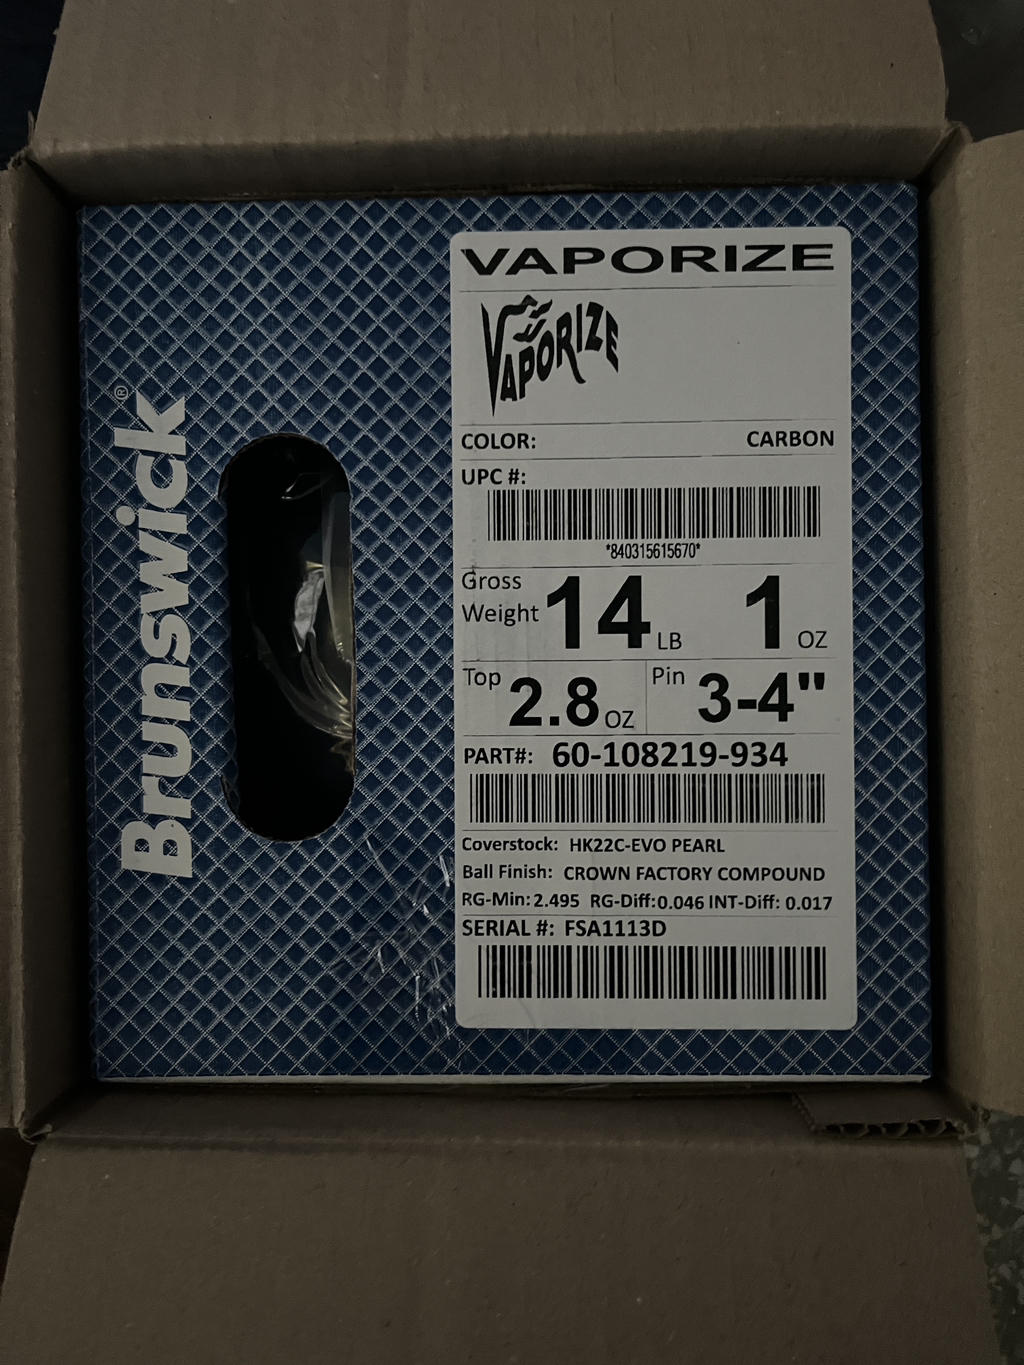 Brunswick®
VAPORIZE
VAPORIZE
COLOR: CARBON
UPC #:
*840315615670*
Gross Weight 14 LB 1 OZ
Top 2.8 OZ Pin 3-4"
PART#: 60-108219-934
Coverstock: HK22C-EVO PEARL
Ball Finish: CROWN FACTORY COMPOUND
RG-Min: 2.495 RG-Diff: 0.046 INT-Diff: 0.017
SERIAL #: FSA1113D